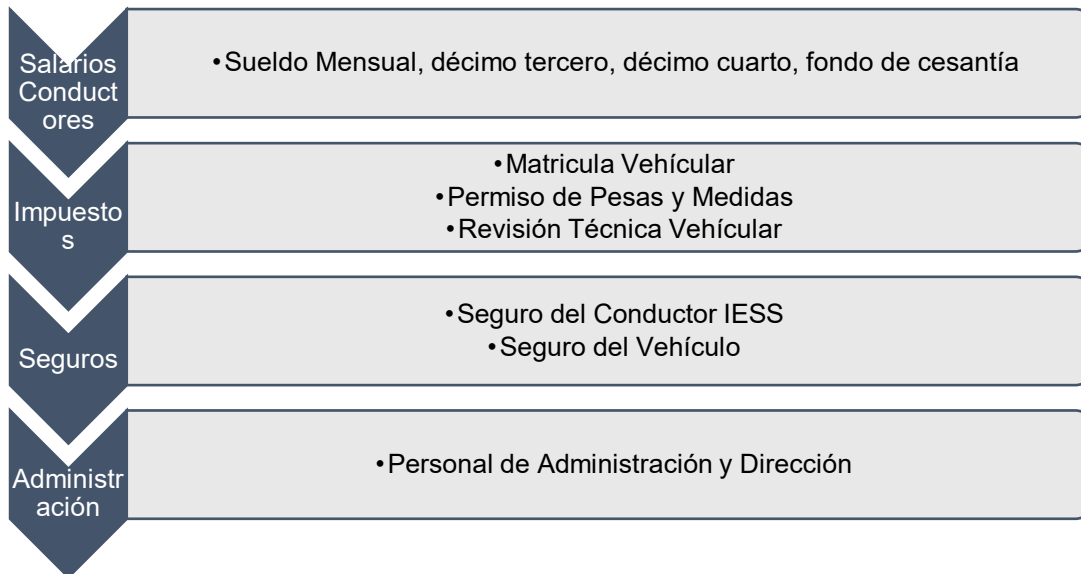 Salários
Conduct
ores
•Sueldo Mensual, décimo tercero, décimo cuarto, fondo de cesantía
Impuesto
s
•Matricula Vehícular
•Permiso de Pesas y Medidas
•Revisión Técnica Vehícular
Seguros
•Seguro del Conductor IESS
•Seguro del Vehículo
Administr
ación
•Personal de Administración y Dirección